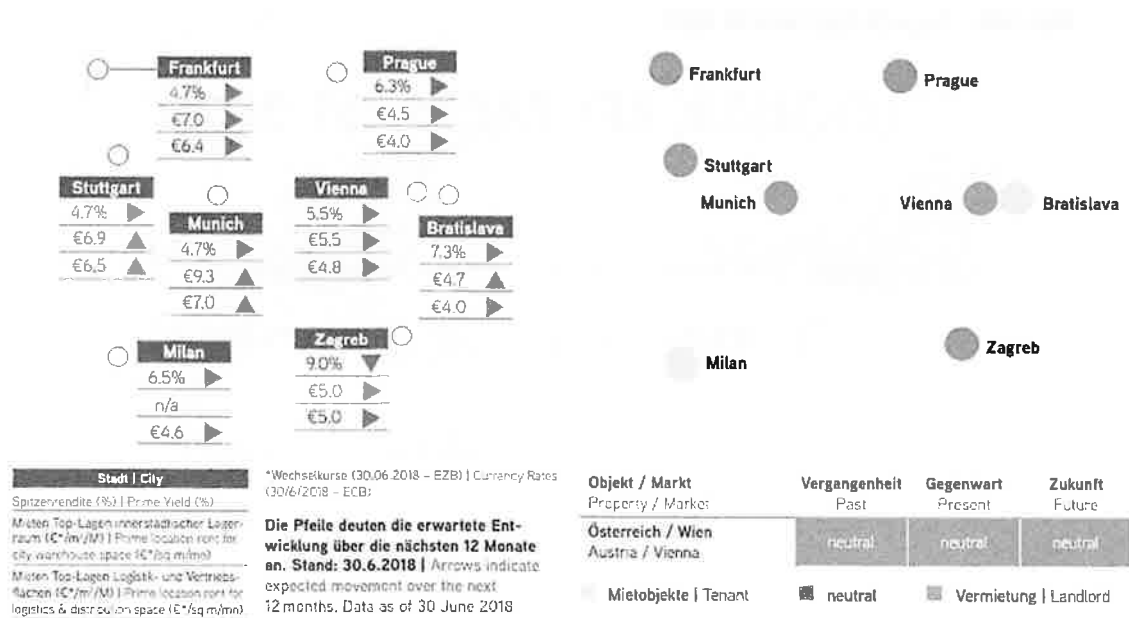 Frankfurt
4.7%
€7.0
€6.4
Prague
6.3%
€4.5
€4.0
Stuttgart
4.7%
€6.9
€6.5
Munich
4.7%
€9.3
€7.0
Vienna
5.5%
€5.5
€4.8
Bratislava
7.3%
€4.7
€4.0
Milan
6.5%
n/a
€4.6
Zagreb
9.0%
€5.0
€5.0
Stadt | City
Spitzenrendite (%) | Prime Yield (%)
Mieten Top-Lagen innerstädtischer Lager-
raum (€*/m²/M) | Prime location rent for
city warehouse space (€*/sq m/mo)
Mieten Top-Lagen Logistik- und Vertriebs-
flächen (€*/m²/M) | Prime location rent for
logistics & distribution space (€*/sq m/mn)
*Wechselkurse (30.06.2018 – EZB) | Currency Rates
(30/6/2018 – ECB)
Die Pfeile deuten die erwartete Ent-
wicklung über die nächsten 12 Monate
an. Stand: 30.6.2018 | Arrows indicate
expected movement over the next
12 months. Data as of 30 June 2018
Frankfurt
Prague
Stuttgart
Munich
Vienna
Bratislava
Milan
Zagreb
Objekt / Markt Vergangenheit Gegenwart Zukunft
Property / Market Past Present Future
Österreich / Wien
Austria / Vienna
neutral neutral neutral
Mietobjekte | Tenant neutral Vermietung | Landlord